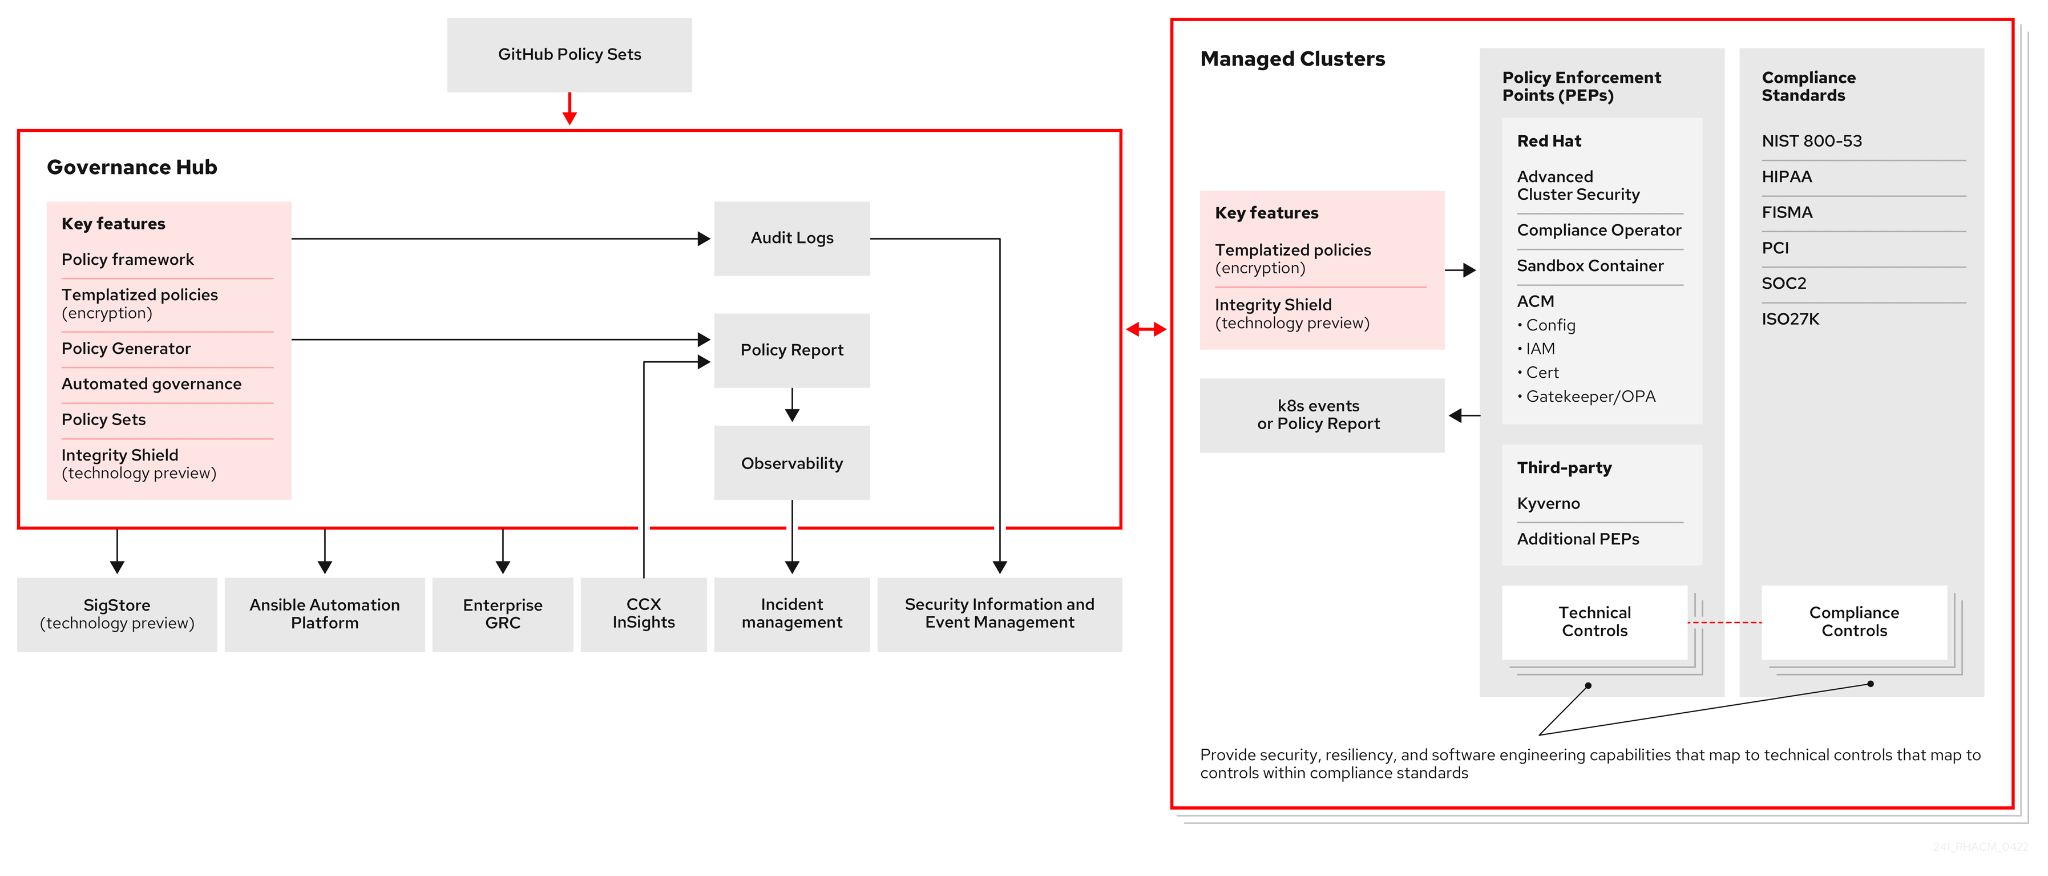 GitHub Policy Sets
Governance Hub
Key features
Policy framework
Templatized policies
(encryption)
Policy Generator
Automated governance
Policy Sets
Integrity Shield
(technology preview)
Audit Logs
Policy Report
Observability
SigStore
(technology preview)
Ansible Automation
Platform
Enterprise
GRC
CCX
InSights
Incident
management
Security Information and
Event Management
Managed Clusters
Key features
Templatized policies
(encryption)
Integrity Shield
(technology preview)
k8s events
or Policy Report
Policy Enforcement
Points (PEPs)
Red Hat
Advanced
Cluster Security
Compliance Operator
Sandbox Container
ACM
• Config
• IAM
• Cert
• Gatekeeper/OPA
Third-party
Kyverno
Additional PEPs
Technical
Controls
Compliance
Standards
NIST 800-53
HIPAA
FISMA
PCI
SOC2
ISO27K
Compliance
Controls
Provide security, resiliency, and software engineering capabilities that map to technical controls that map to
controls within compliance standards
241_RHACM_0422